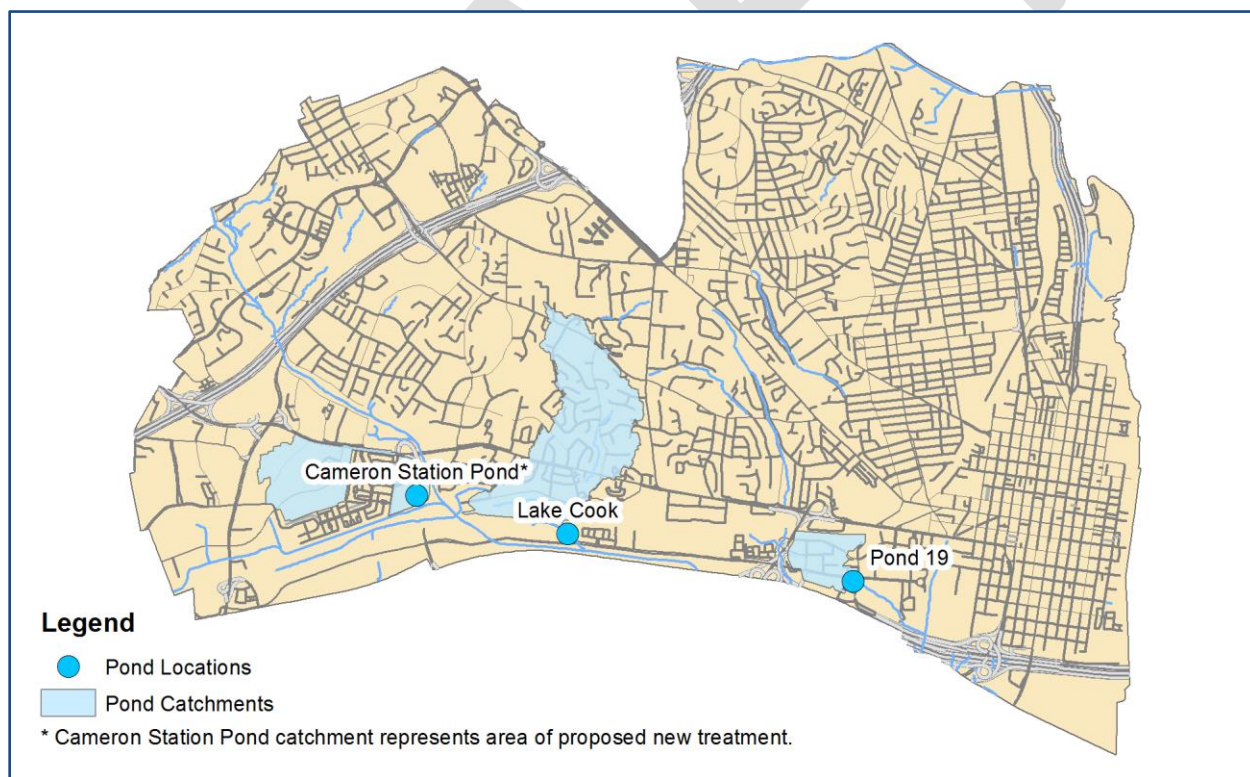 Cameron Station Pond*
Lake Cook
Pond 19
Legend
Pond Locations
Pond Catchments
* Cameron Station Pond catchment represents area of proposed new treatment.